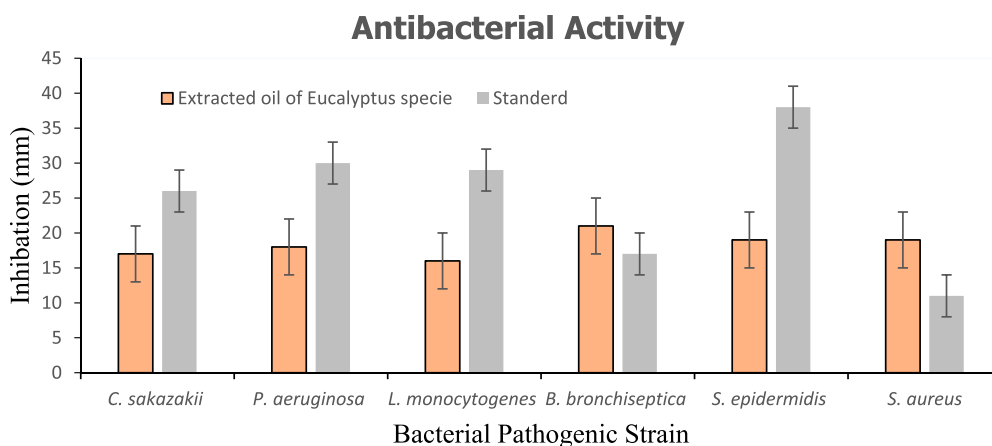 Antibacterial Activity
45
40
35
30
25
20
15
10
5
0
Inhibation (mm)
Extracted oil of Eucalyptus specie Standerd
C. sakazakii P. aeruginosa L. monocytogenes B. bronchiseptica S. epidermidis S. aureus
Bacterial Pathogenic Strain